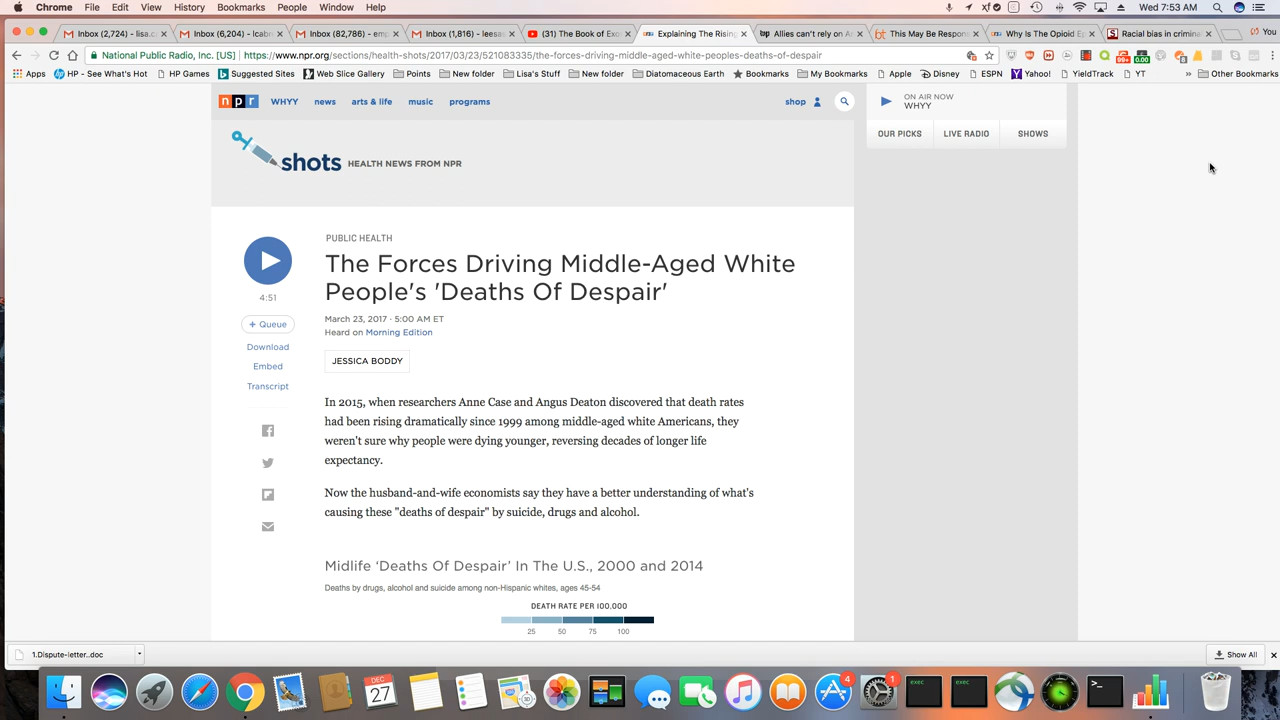 Chrome File Edit View History Bookmarks People Window Help
Wed 7:53 AM
Inbox (2,724) - lisa.c
Inbox (6,204) - lcabre
Inbox (82,786) - emp
Inbox (1,816) - leesa
(31) The Book of Exo
Explaining The Rising
Allies can't rely on Am
This May Be Respon
Why Is The Opioid Ep
Racial bias in crimina
You
National Public Radio, Inc. [US] https://www.npr.org/sections/health-shots/2017/03/23/521083335/the-forces-driving-middle-aged-white-peoples-deaths-of-despair
Apps HP - See What's Hot HP Games Suggested Sites Web Slice Gallery Points New folder Lisa's Stuff New folder Diatomaceous Earth Bookmarks My Bookmarks Apple Disney ESPN Yahoo! YieldTrack YT » Other Bookmarks
npr WHYY news arts & life music programs shop
ON AIR NOW
WHYY
OUR PICKS LIVE RADIO SHOWS
shots HEALTH NEWS FROM NPR
PUBLIC HEALTH
The Forces Driving Middle-Aged White
People's 'Deaths Of Despair'
4:51
+ Queue
Download
Embed
Transcript
March 23, 2017 · 5:00 AM ET
Heard on Morning Edition
JESSICA BODDY
In 2015, when researchers Anne Case and Angus Deaton discovered that death rates
had been rising dramatically since 1999 among middle-aged white Americans, they
weren't sure why people were dying younger, reversing decades of longer life
expectancy.
Now the husband-and-wife economists say they have a better understanding of what's
causing these "deaths of despair" by suicide, drugs and alcohol.
Midlife 'Deaths Of Despair' In The U.S., 2000 and 2014
Deaths by drugs, alcohol and suicide among non-Hispanic whites, ages 45-54
DEATH RATE PER 100,000
25 50 75 100
1.Dispute-letter..doc
Show All
DEC
27
4
1
exec
exec